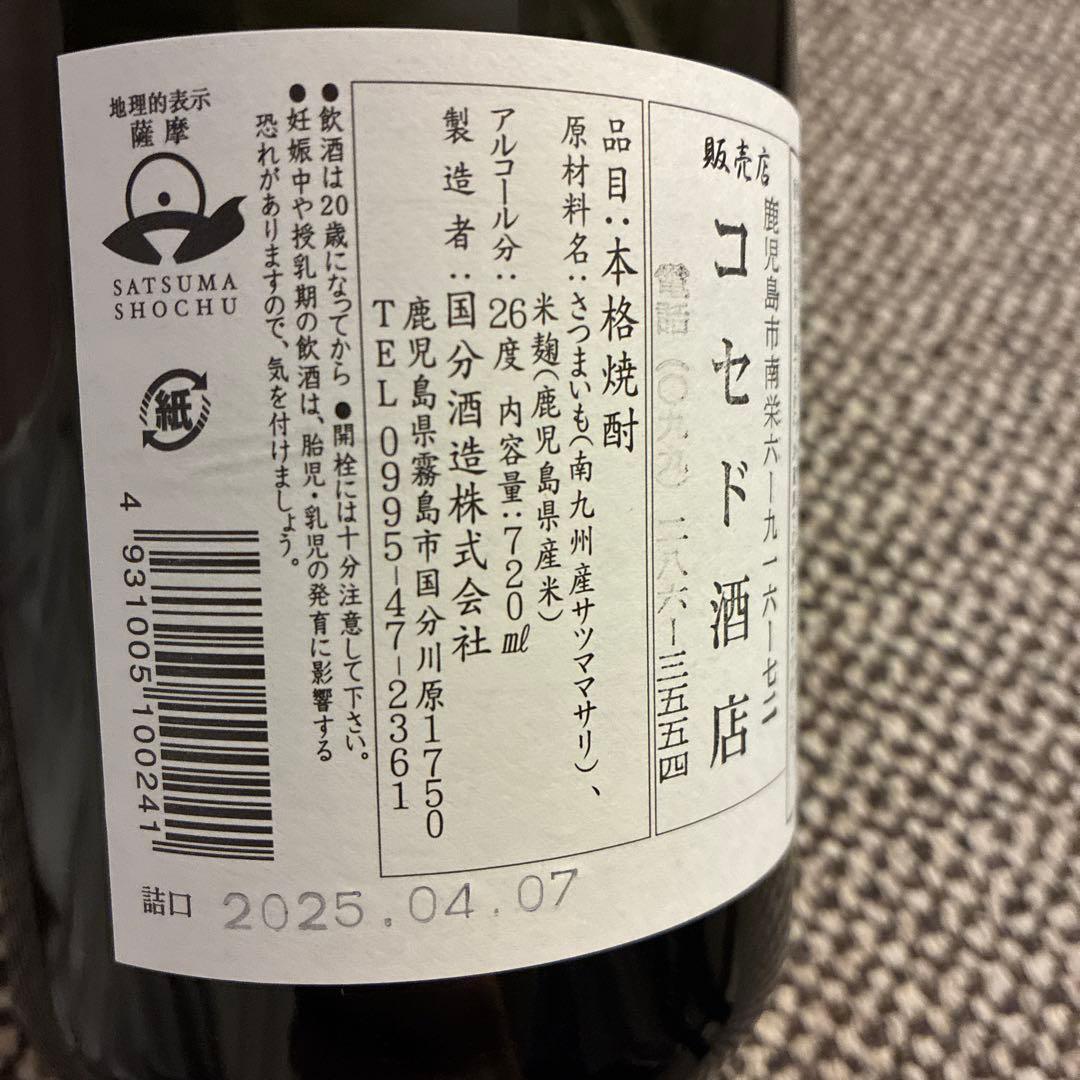 販売店
鹿児島市南栄六ー九ー六ー七二
コセド酒店
電話(〇九九)二八六ー三五五四
品目:本格焼酎
原材料名:さつまいも(南九州産サツママサリ)、
米麹(鹿児島県産米)
アルコール分:26度 内容量:720㎖
製造者:国分酒造株式会社
鹿児島県霧島市国分川原1750
TEL0995-47-2361
●飲酒は20歳になってから ●開栓には十分注意して下さい。
●妊娠中や授乳期の飲酒は、胎児・乳児の発育に影響する
恐れがありますので、気を付けましょう。
地理的表示
薩摩
SATSUMA
SHOCHU
紙
4 931005 100241
詰口 2025.04.07